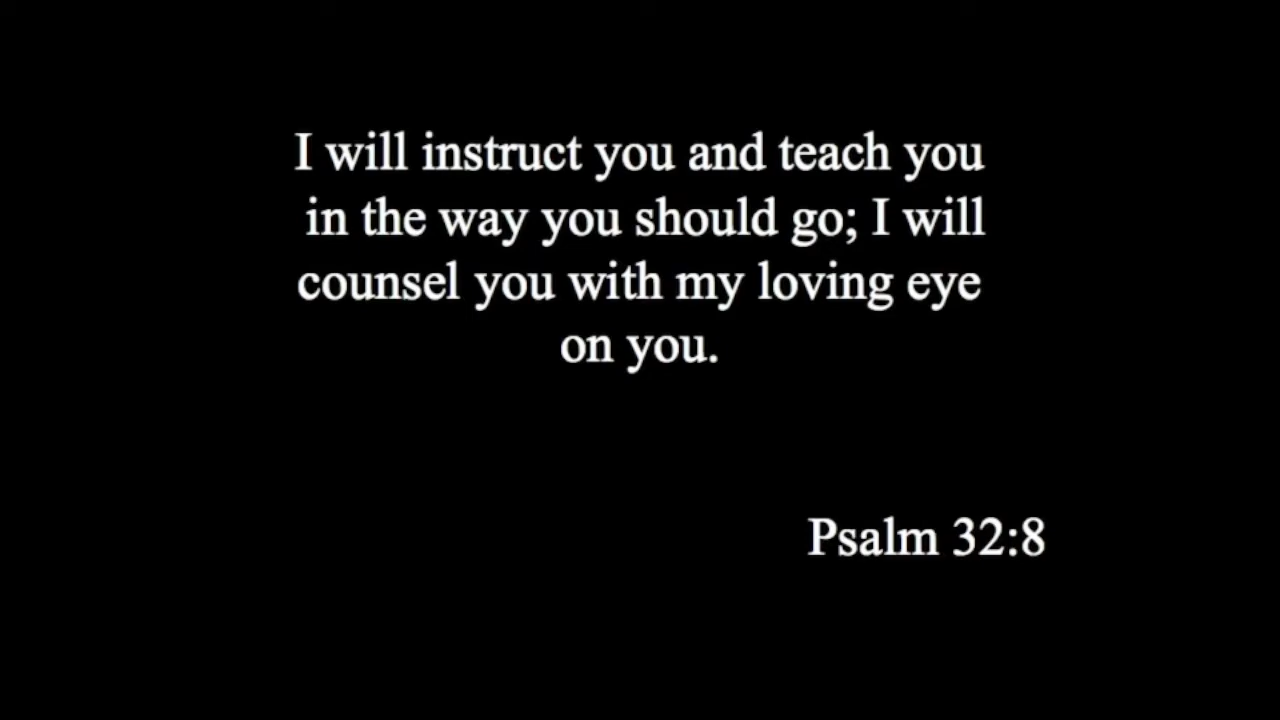 I will instruct you and teach you
in the way you should go; I will
counsel you with my loving eye
on you.
Psalm 32:8